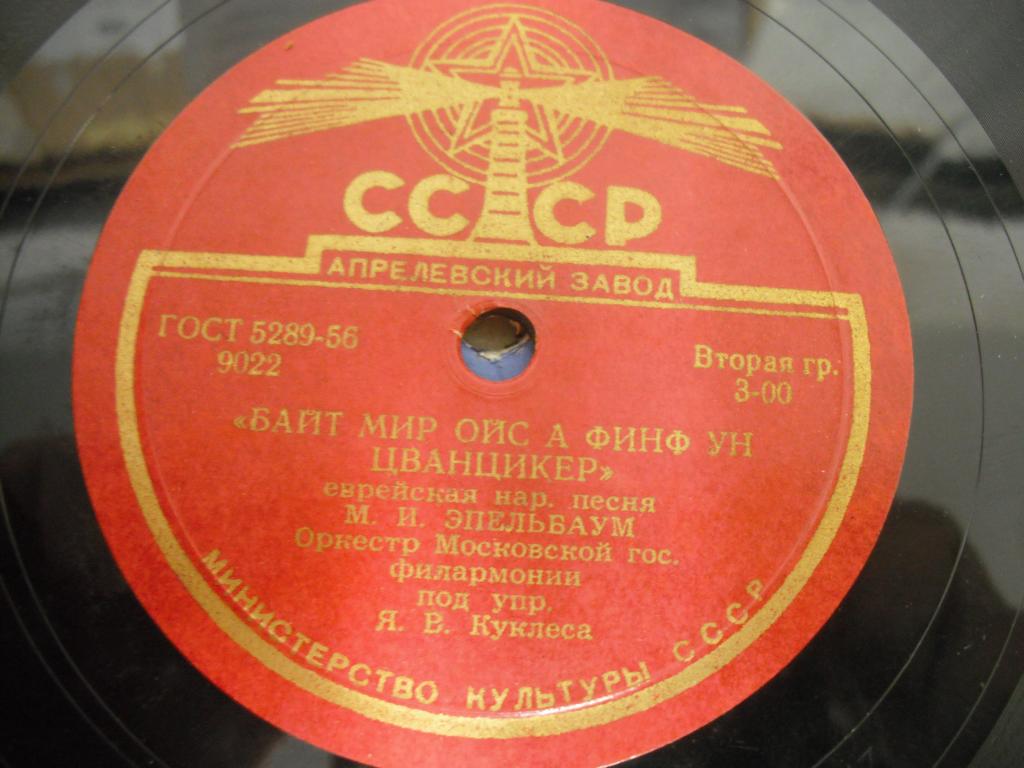 СССР
АПРЕЛЕВСКИЙ ЗАВОД
ГОСТ 5289-56
9022
Вторая гр.
3-00
«БАЙТ МИР ОЙС А ФИНФ УН
ЦВАНЦИКЕР»
еврейская нар. песня
М. И. ЭПЕЛЬБАУМ
Оркестр Московской гос.
филармонии
под упр.
Я. Е. Куклеса
МИНИСТЕРСТВО КУЛЬТУРЫ СССР